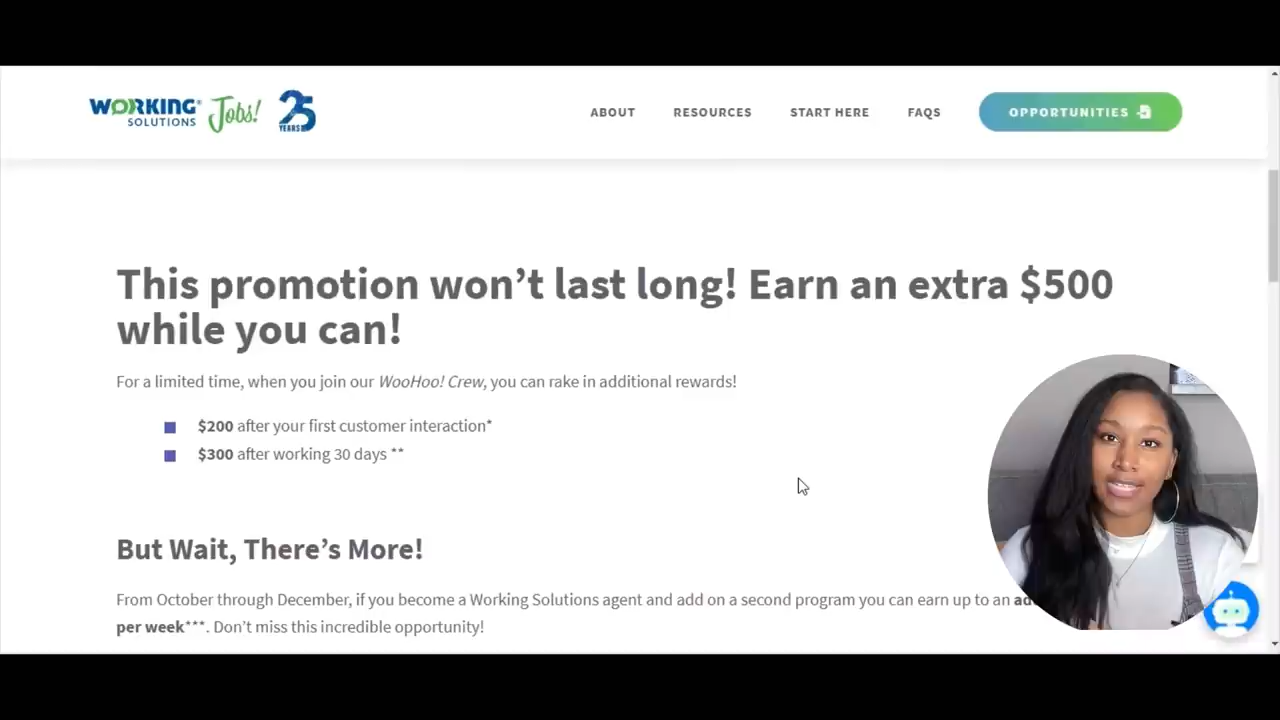 WORKING SOLUTIONS Jobs! 25 YEARS
ABOUT RESOURCES START HERE FAQS OPPORTUNITIES
This promotion won't last long! Earn an extra $500
while you can!
For a limited time, when you join our WooHoo! Crew, you can rake in additional rewards!
$200 after your first customer interaction*
$300 after working 30 days **
But Wait, There's More!
From October through December, if you become a Working Solutions agent and add on a second program you can earn up to an
per week***. Don't miss this incredible opportunity!